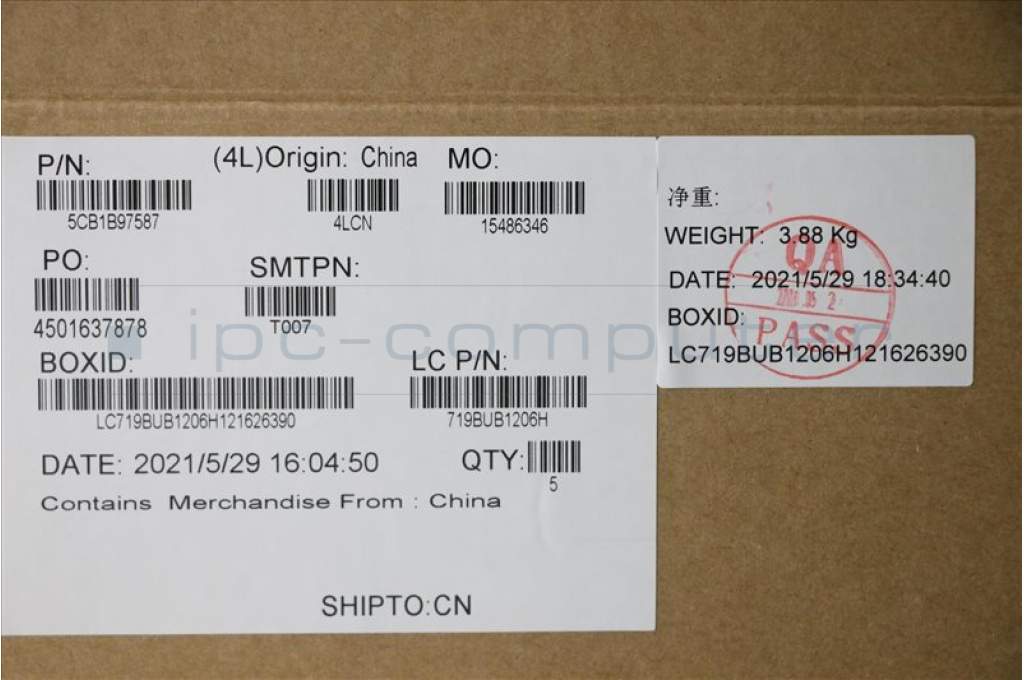 P/N: (4L)Origin: China MO:
5CB1B97587 4LCN 15486346
PO: SMTPN:
4501637878 T007
BOXID: LC P/N:
LC719BUB1206H121626390 719BUB1206H
DATE: 2021/5/29 16:04:50 QTY:
5
Contains Merchandise From : China
SHIPTO:CN
净重:
WEIGHT: 3.88 Kg
DATE: 2021/5/29 18:34:40
BOXID:
LC719BUB1206H121626390
QA
PASS
ipc-computer